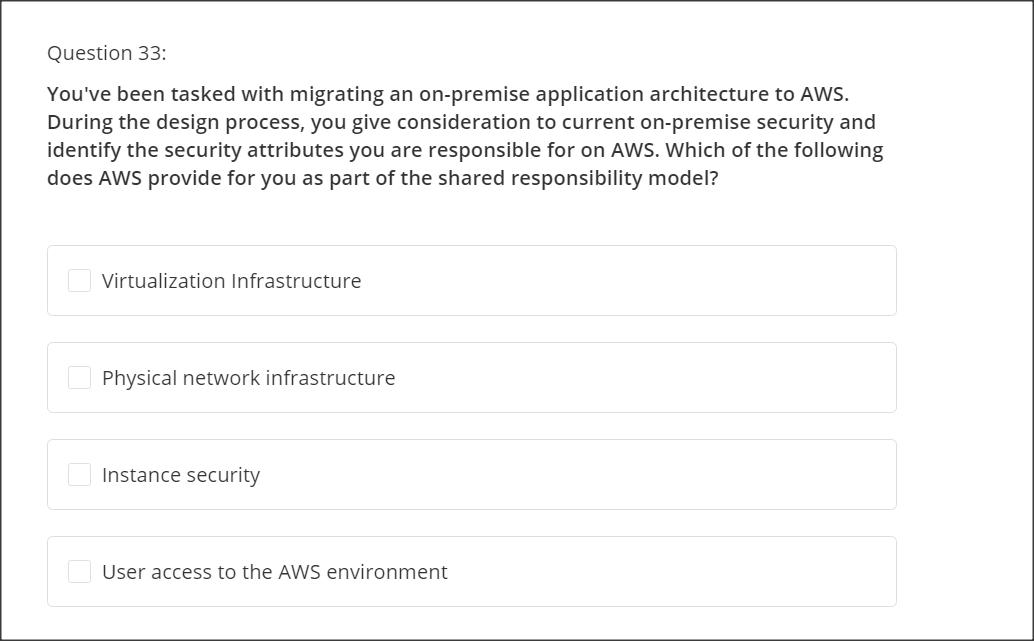 Question 33:
You've been tasked with migrating an on-premise application architecture to AWS.
During the design process, you give consideration to current on-premise security and
identify the security attributes you are responsible for on AWS. Which of the following
does AWS provide for you as part of the shared responsibility model?
Virtualization Infrastructure
Physical network infrastructure
Instance security
User access to the AWS environment